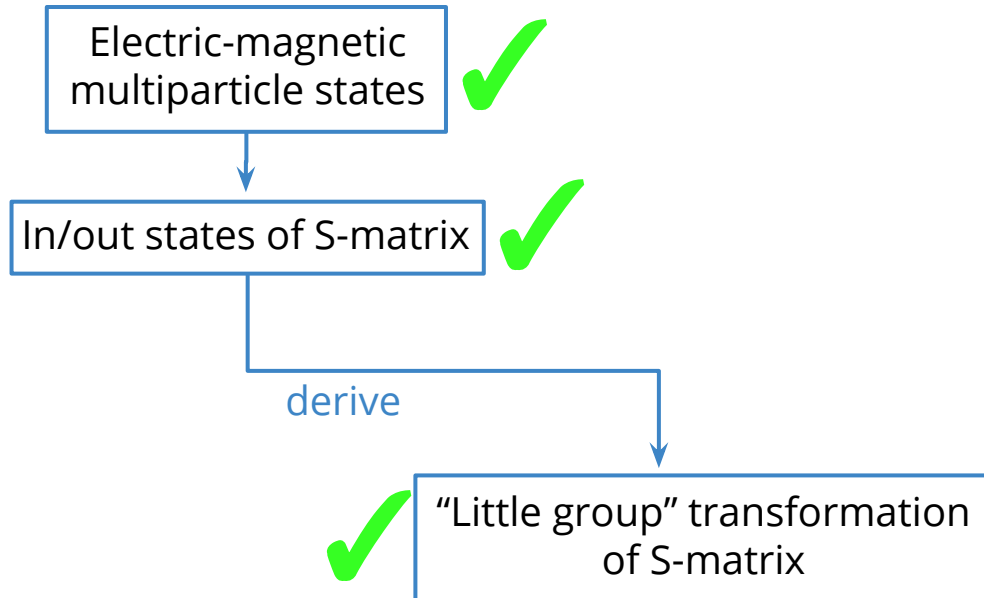 Electric-magnetic
multiparticle states
In/out states of S-matrix
derive
“Little group” transformation
of S-matrix